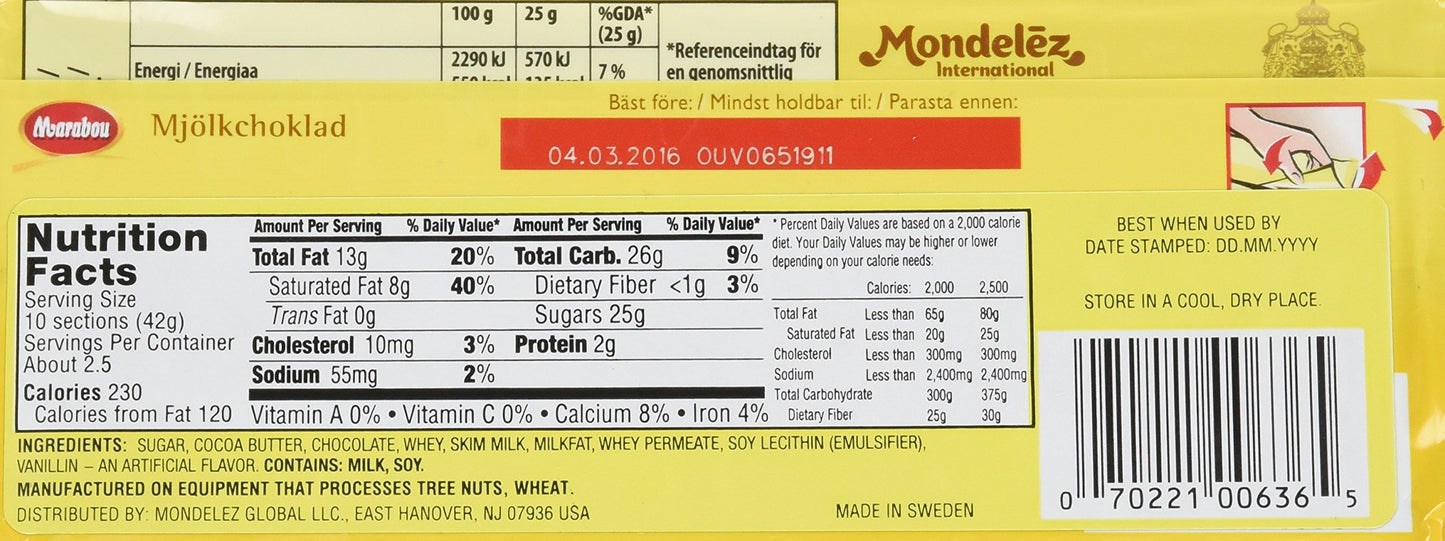 100 g 25 g %GDA* (25 g)
Energi / Energiaa 2290 kJ 570 kJ 7 %
*Referenceindtag för
en genomsnittlig
Mondelēz
International
Marabou Mjölkchoklad
Bäst före: / Mindst holdbar til: / Parasta ennen:
04.03.2016 OUV0651911
Nutrition
Facts
Serving Size
10 sections (42g)
Servings Per Container
About 2.5
Calories 230
Calories from Fat 120
Amount Per Serving % Daily Value* Amount Per Serving % Daily Value*
Total Fat 13g 20% Total Carb. 26g 9%
Saturated Fat 8g 40% Dietary Fiber <1g 3%
Trans Fat 0g Sugars 25g
Cholesterol 10mg 3% Protein 2g
Sodium 55mg 2%
Vitamin A 0% • Vitamin C 0% • Calcium 8% • Iron 4%
* Percent Daily Values are based on a 2,000 calorie
diet. Your Daily Values may be higher or lower
depending on your calorie needs:
Calories: 2,000 2,500
Total Fat Less than 65g 80g
Saturated Fat Less than 20g 25g
Cholesterol Less than 300mg 300mg
Sodium Less than 2,400mg 2,400mg
Total Carbohydrate 300g 375g
Dietary Fiber 25g 30g
INGREDIENTS: SUGAR, COCOA BUTTER, CHOCOLATE, WHEY, SKIM MILK, MILKFAT, WHEY PERMEATE, SOY LECITHIN (EMULSIFIER),
VANILLIN – AN ARTIFICIAL FLAVOR. CONTAINS: MILK, SOY.
MANUFACTURED ON EQUIPMENT THAT PROCESSES TREE NUTS, WHEAT.
DISTRIBUTED BY: MONDELEZ GLOBAL LLC., EAST HANOVER, NJ 07936 USA
MADE IN SWEDEN
BEST WHEN USED BY
DATE STAMPED: DD.MM.YYYY
STORE IN A COOL, DRY PLACE.
0 70221 00636 5